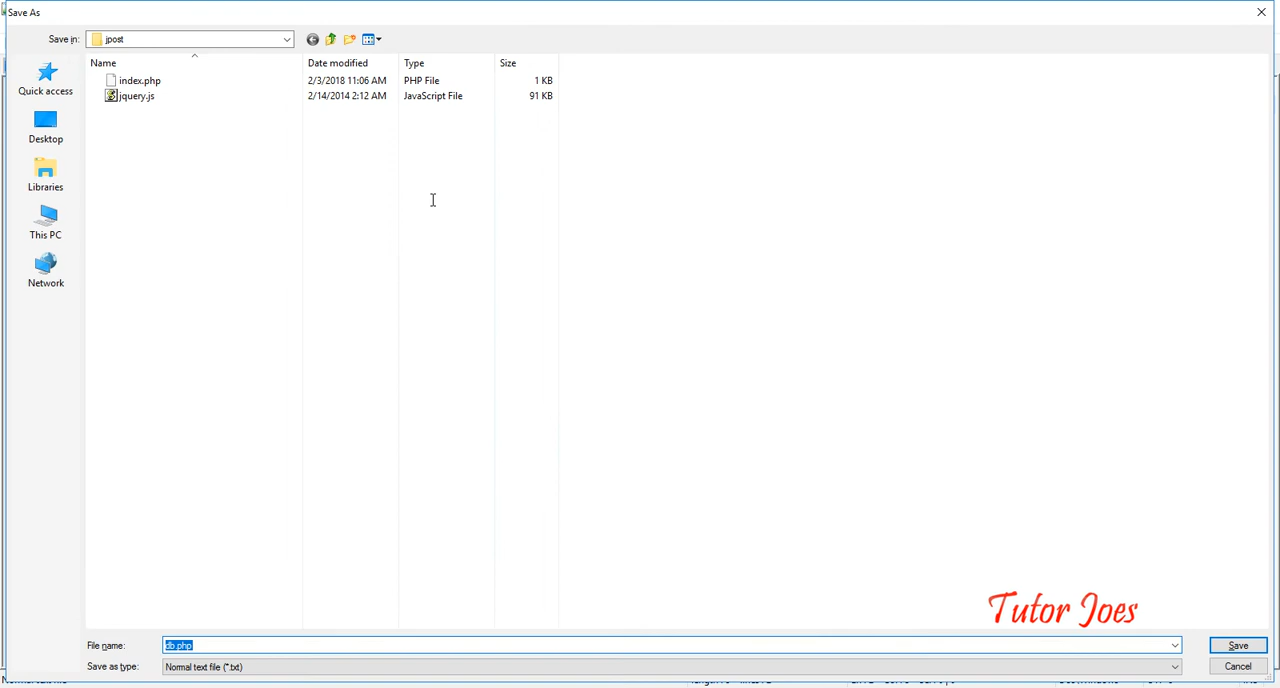 Save As
Save in: jpost
Name Date modified Type Size
index.php 2/3/2018 11:06 AM PHP File 1 KB
jquery.js 2/14/2014 2:12 AM JavaScript File 91 KB
Quick access
Desktop
Libraries
This PC
Network
Tutor Joes
File name: db.php Save
Save as type: Normal text file (*.txt) Cancel